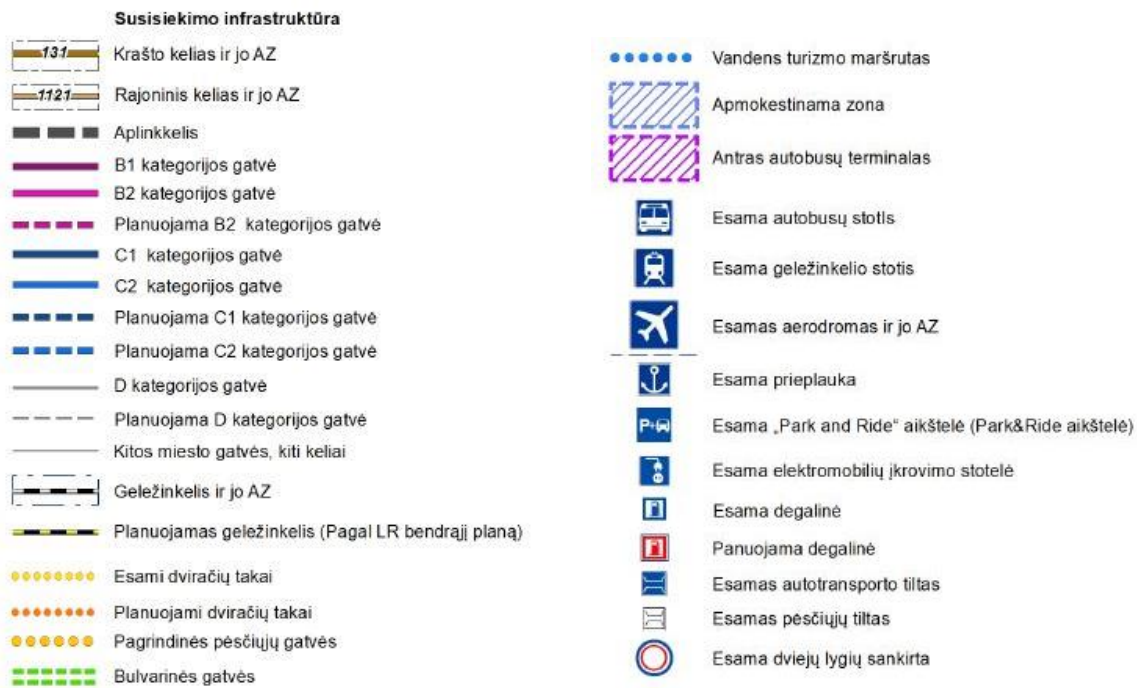 Susisiekimo infrastruktūra
131 Krašto kelias ir jo AZ
1121 Rajoninis kelias ir jo AZ
Aplinkkelis
B1 kategorijos gatvė
B2 kategorijos gatvė
Planuojama B2 kategorijos gatvė
C1 kategorijos gatvė
C2 kategorijos gatvė
Planuojama C1 kategorijos gatvė
Planuojama C2 kategorijos gatvė
D kategorijos gatvė
Planuojama D kategorijos gatvė
Kitos miesto gatvės, kiti keliai
Geležinkelis ir jo AZ
Planuojamas geležinkelis (Pagal LR bendrąjį planą)
Esami dviračių takai
Planuojami dviračių takai
Pagrindinės pėsčiųjų gatvės
Bulvarinės gatvės
Vandens turizmo maršrutas
Apmokestinama zona
Antras autobusų terminalas
Esama autobusų stotls
Esama geležinkelio stotis
Esamas aerodromas ir jo AZ
Esama prieplauka
P+ Esama „Park and Ride“ aikštelė (Park&Ride aikštelė)
Esama elektromobilių įkrovimo stotelė
Esama degalinė
Panuojama degalinė
Esamas autotransporto tiltas
Esamas pėsčiųjų tiltas
Esama dviejų lygių sankirta